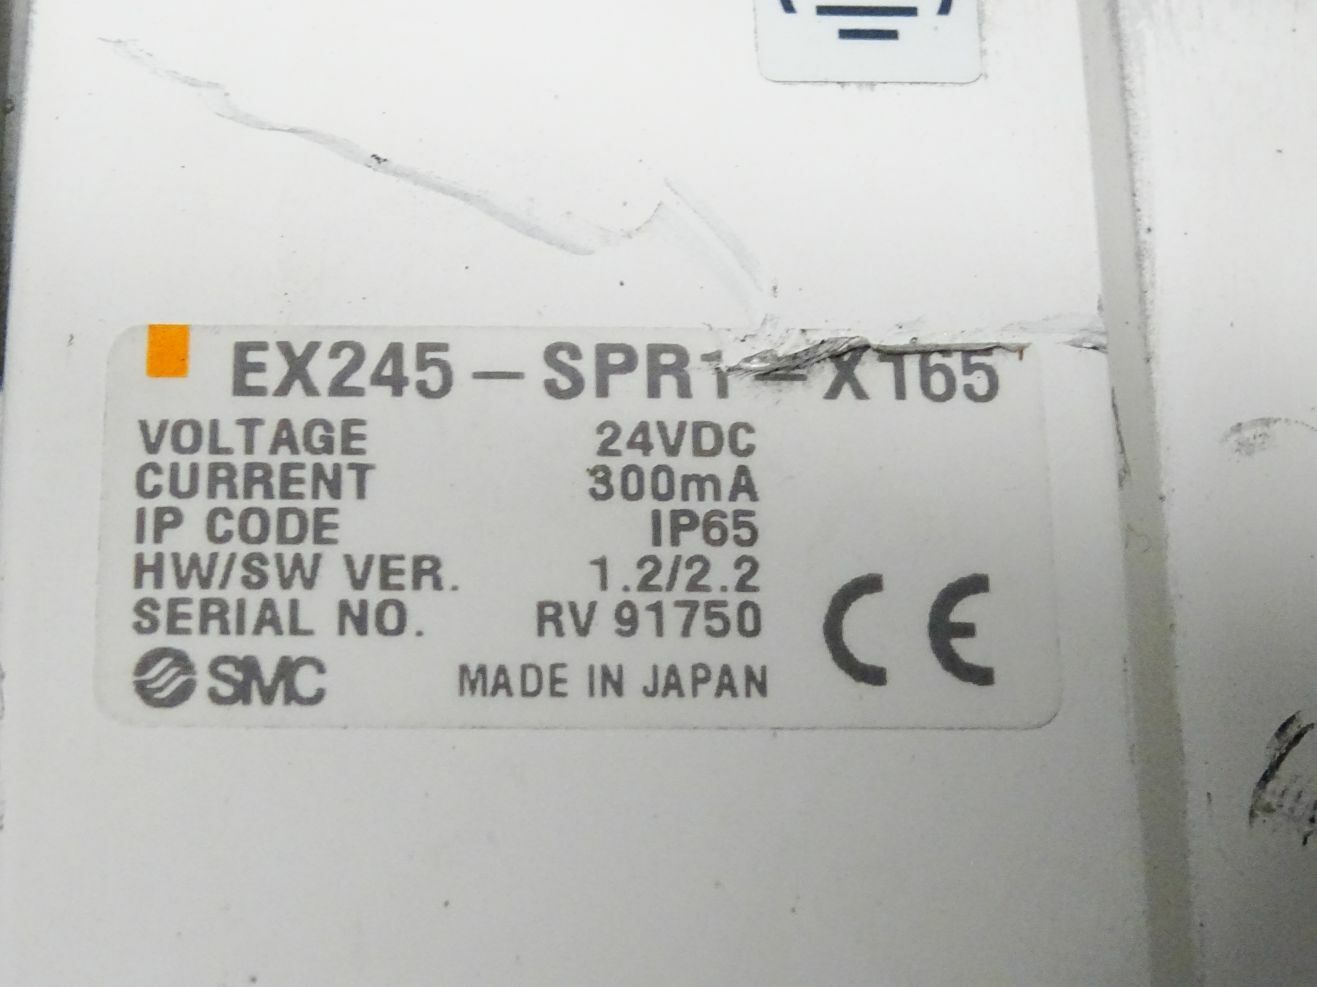 EX245-SPR1-X165
VOLTAGE 24VDC
CURRENT 300mA
IP CODE IP65
HW/SW VER. 1.2/2.2
SERIAL NO. RV 91750
SMC MADE IN JAPAN CE